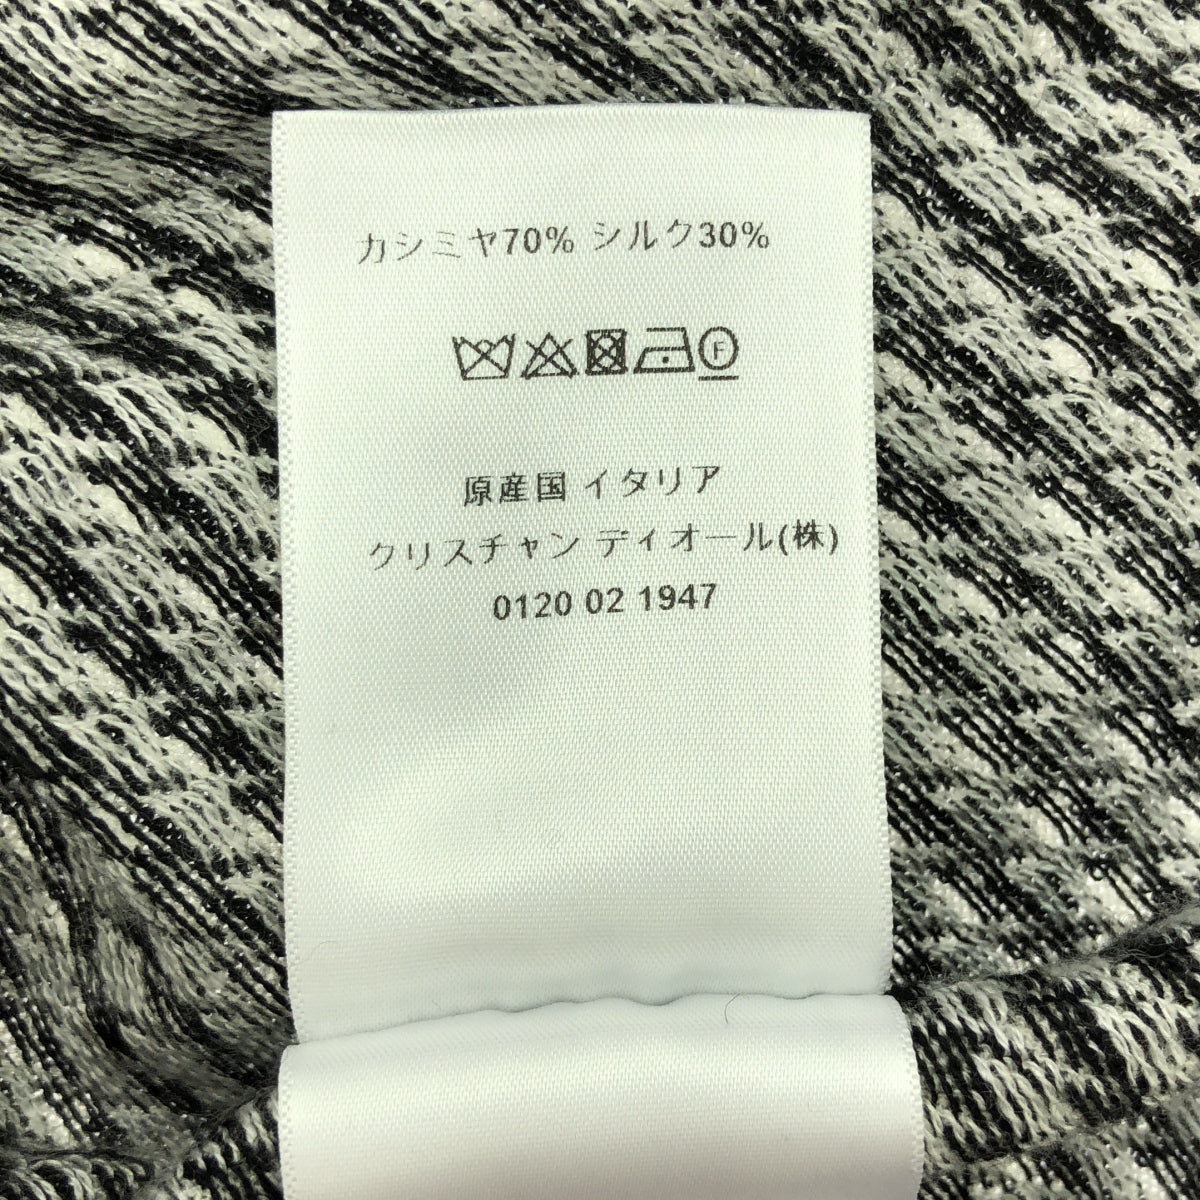 カシミヤ70% シルク30%
F
原産国 イタリア
クリスチャン ディオール(株)
0120 02 1947